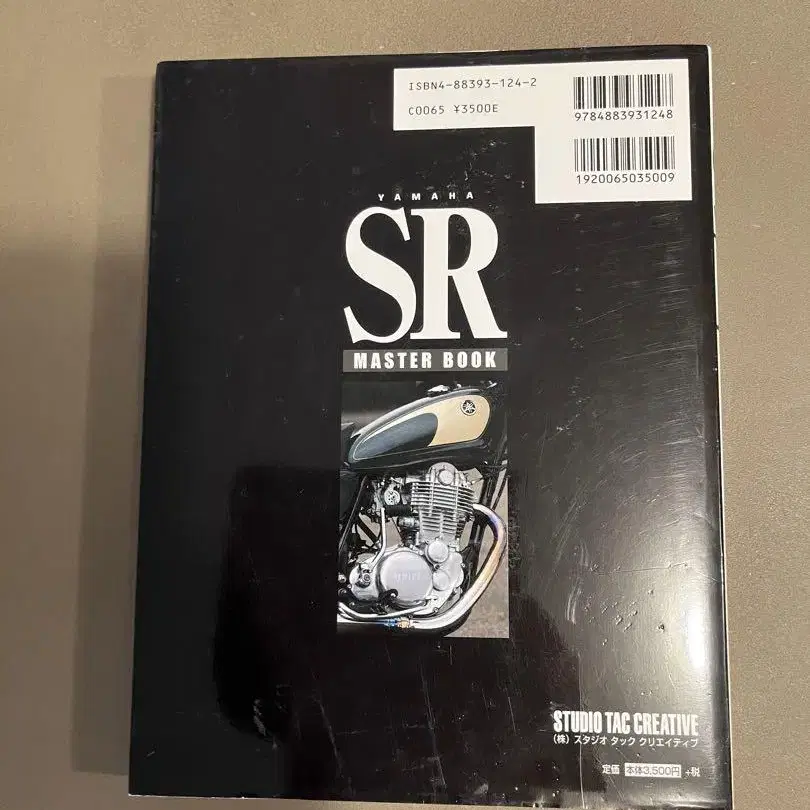 ISBN4-88393-124-2
C0065 ¥3500E
9784883931248
1920065035009
YAMAHA
SR
MASTER BOOK
STUDIO TAC CREATIVE
(株)スタジオ タック クリエイティブ
定価 本体3,500円 +税